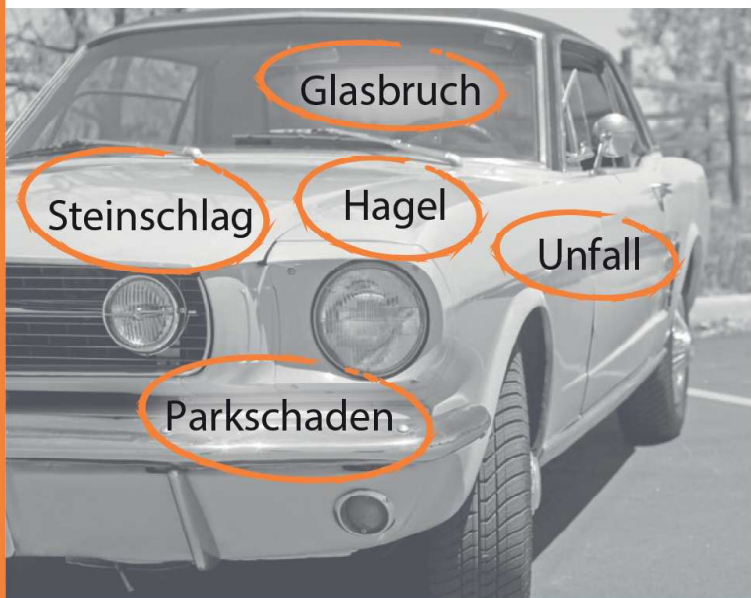 Glasbruch
Steinschlag
Hagel
Unfall
Parkschaden